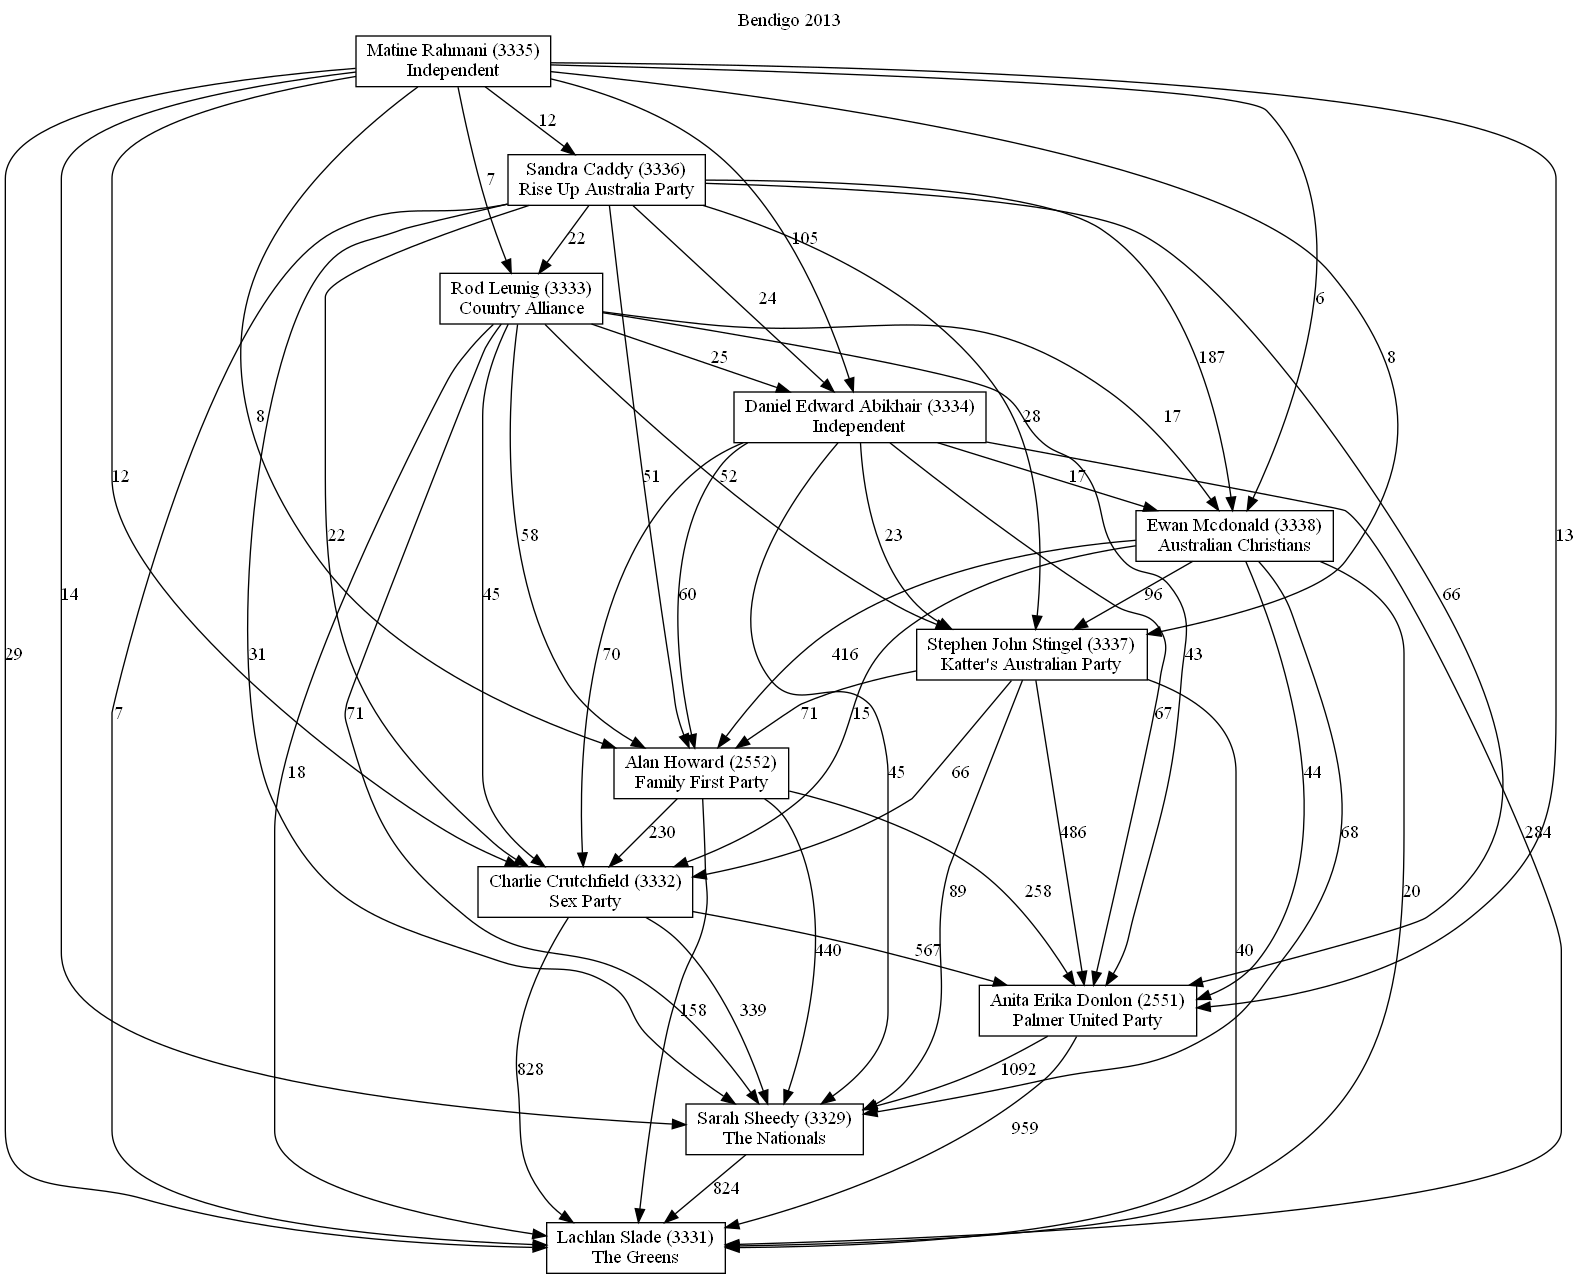 Bendigo 2013
Matine Rahmani (3335)
Independent
12
Sandra Caddy (3336)
Rise Up Australia Party
7
22
105
Rod Leunig (3333)
Country Alliance
24
6
25
187
8
Daniel Edward Abikhair (3334)
Independent
8
28
17
12
51
52
17
Ewan Mcdonald (3338)
Australian Christians
22
58
23
13
14
45
60
96
66
Stephen John Stingel (3337)
Katter's Australian Party
29
31
70
416
43
7
71
71
15
67
Alan Howard (2552)
Family First Party
18
45
66
44
230
486
68
284
Charlie Crutchfield (3332)
Sex Party
89
258
20
440
567
40
Anita Erika Donlon (2551)
Palmer United Party
158
339
828
1092
Sarah Sheedy (3329)
The Nationals
959
824
Lachlan Slade (3331)
The Greens